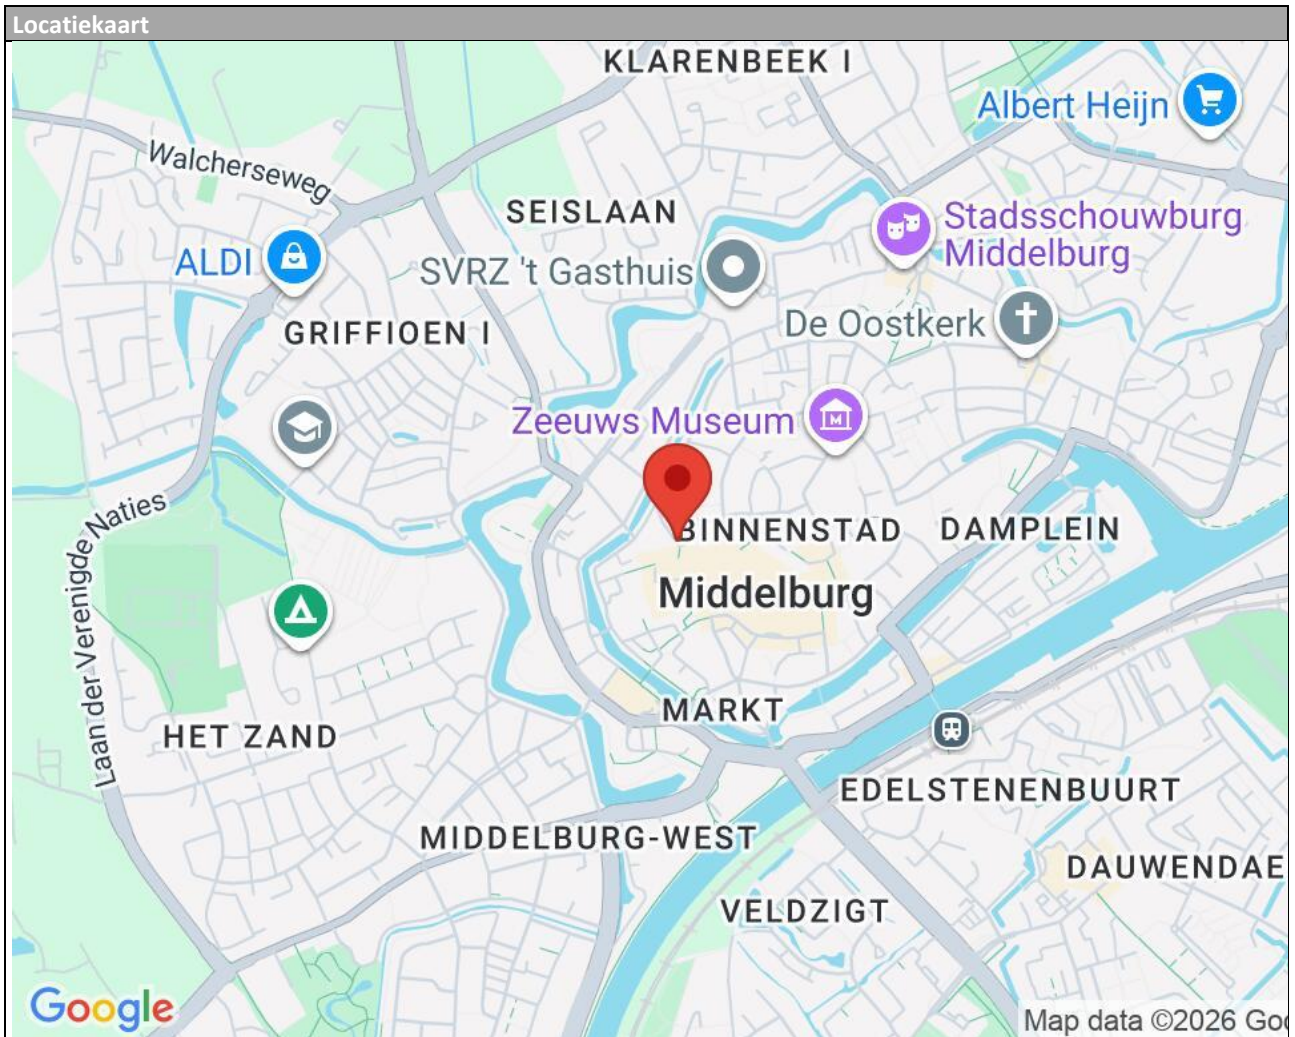 Locatiekaart
KLARENBEEK I
Albert Heijn
Walcherseweg
SEISLAAN
Stadsschouwburg
Middelburg
ALDI
SVRZ 't Gasthuis
De Oostkerk
GRIFFIOEN I
Zeeuws Museum
M
BINNENSTAD
DAMPLEIN
Laan der Verenigde Naties
Middelburg
MARKT
HET ZAND
EDELSTENENBUURT
MIDDELBURG-WEST
DAUWENDAE
VELDZIGT
Google
Map data ©2026 Goo